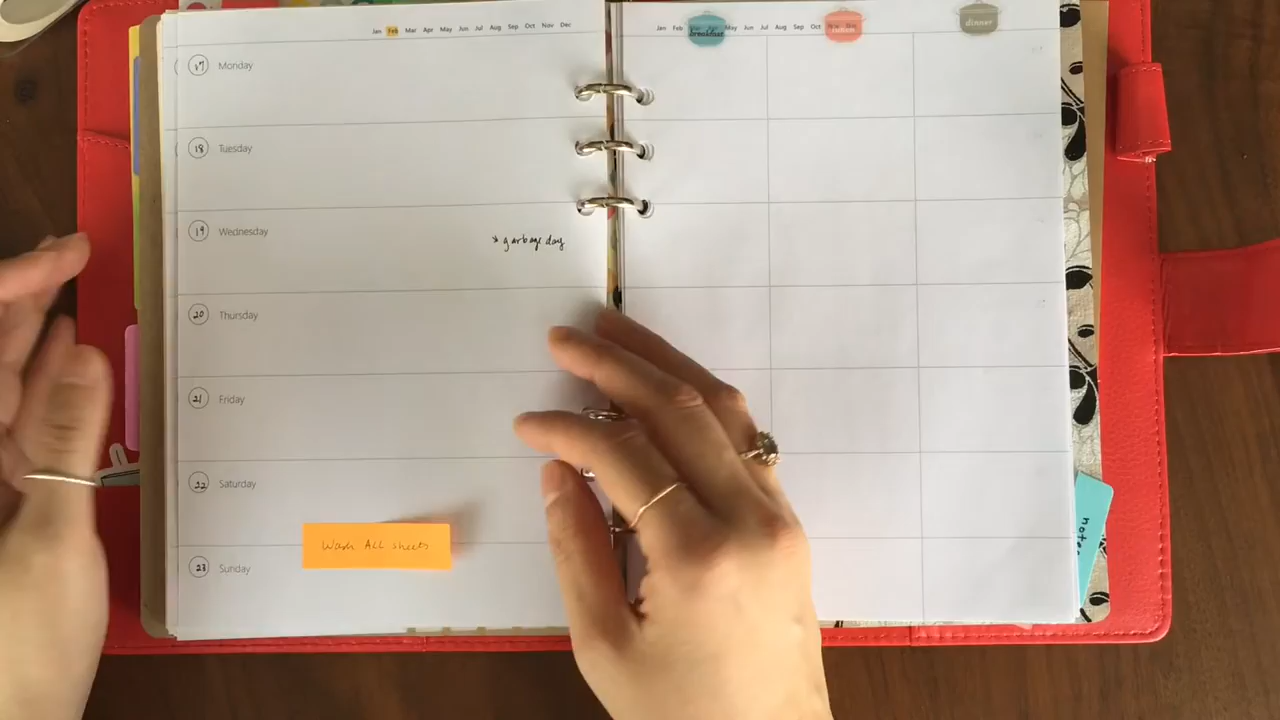 Jan Feb Mar Apr May Jun Jul Aug Sep Oct Nov Dec
17 Monday
18 Tuesday
19 Wednesday
* garbage day
20 Thursday
21 Friday
22 Saturday
Wash ALL sheets
23 Sunday
Jan Feb May Jun Jul Aug Sep Oct
breakfast
dinner
notes